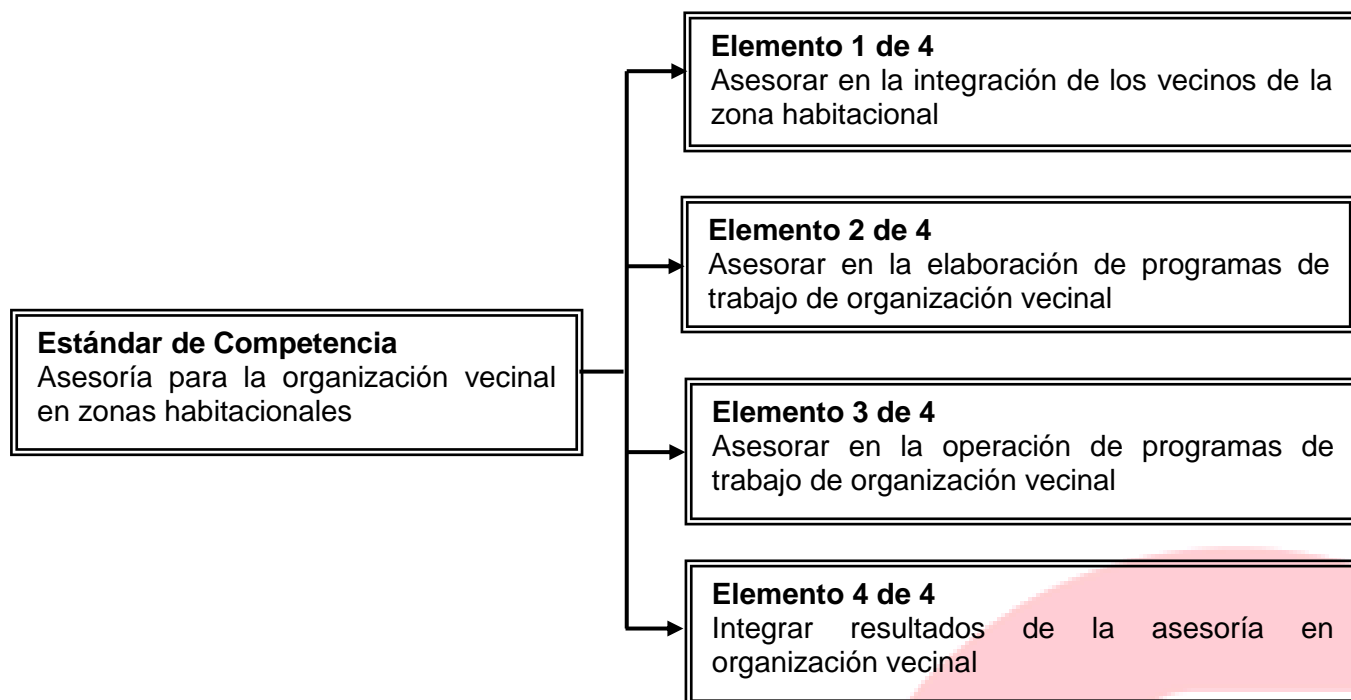 Elemento 1 de 4
Asesorar en la integración de los vecinos de la
zona habitacional
Elemento 2 de 4
Asesorar en la elaboración de programas de
trabajo de organización vecinal
Estándar de Competencia
Asesoría para la organización vecinal
en zonas habitacionales
Elemento 3 de 4
Asesorar en la operación de programas de
trabajo de organización vecinal
Elemento 4 de 4
Integrar resultados de la asesoría en
organización vecinal